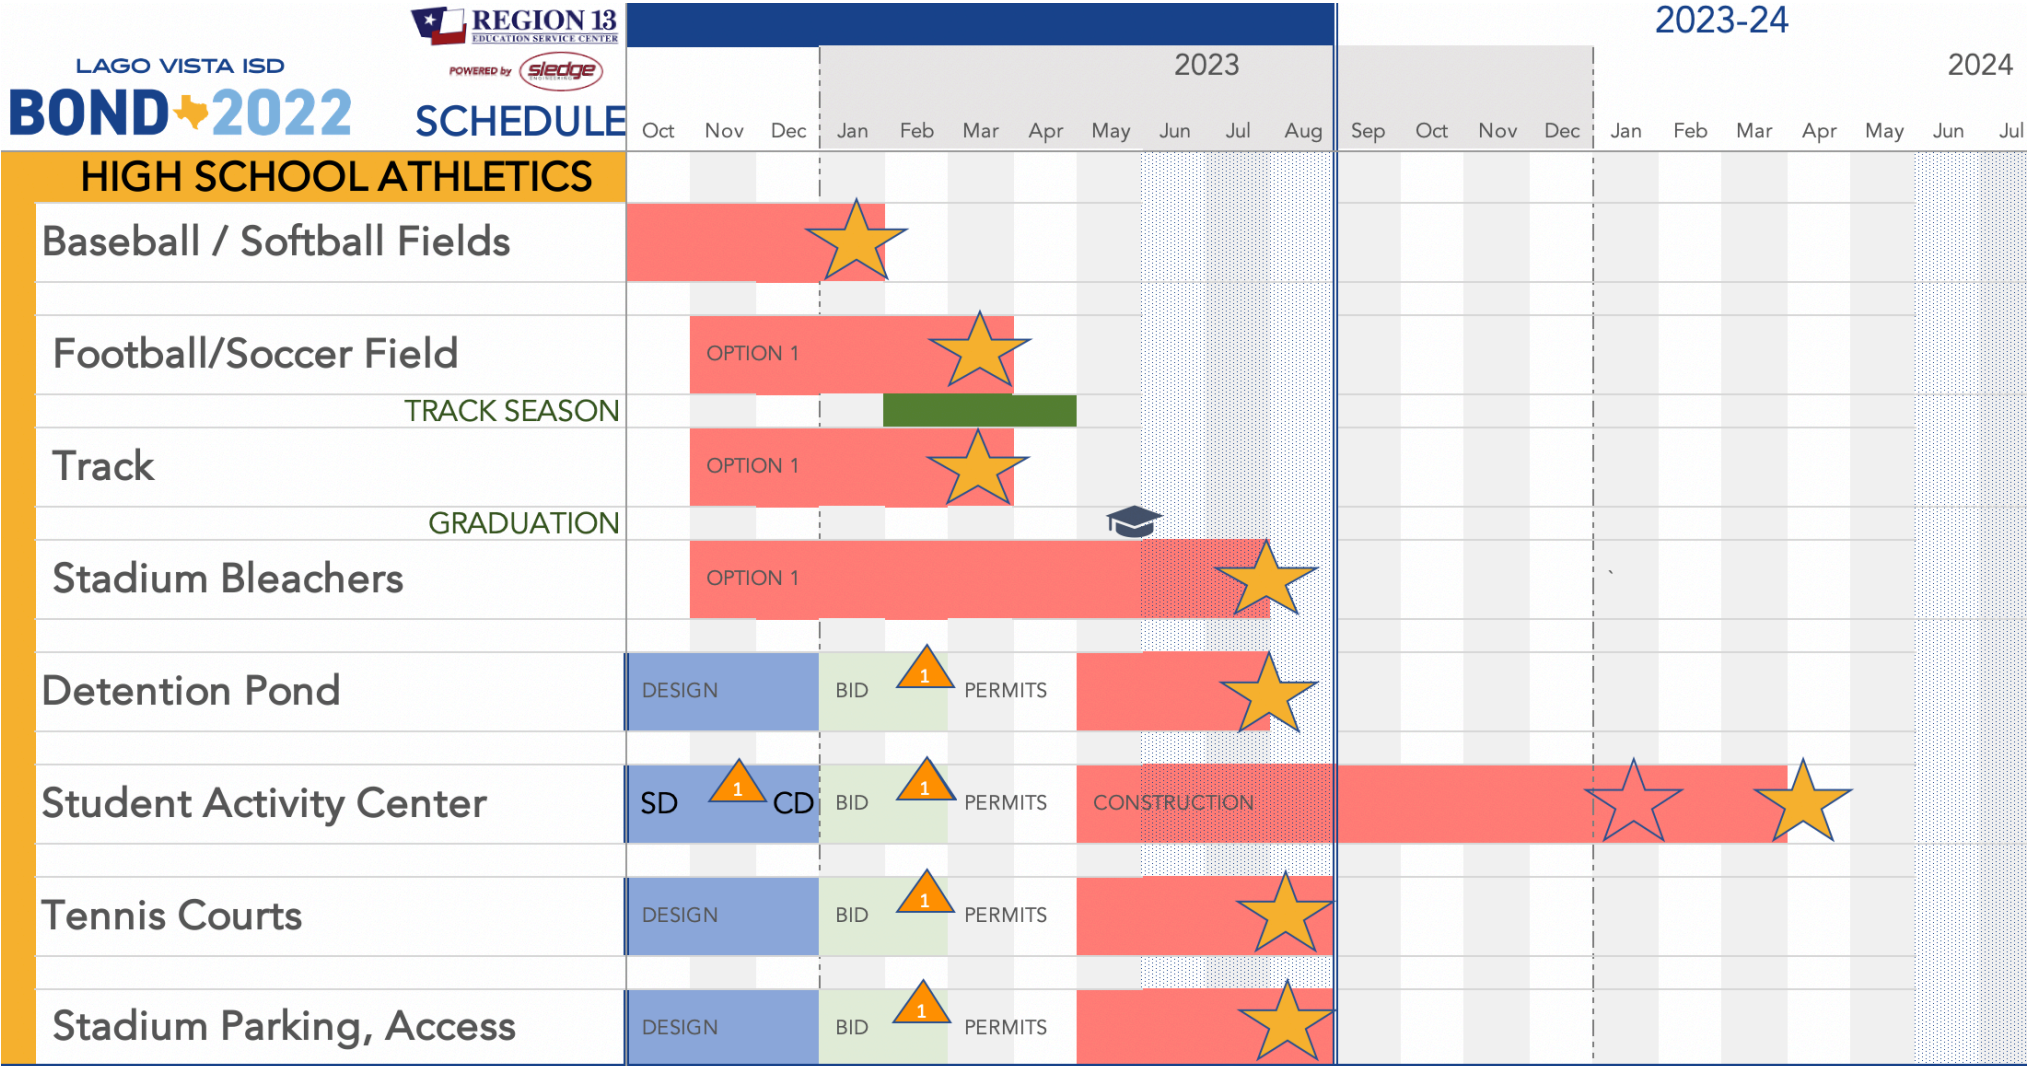 REGION 13
EDUCATION SERVICE CENTER
POWERED by sledge
ENGINEERING
LAGO VISTA ISD
BOND 2022
SCHEDULE
2023-24
2023
2024
Oct Nov Dec Jan Feb Mar Apr May Jun Jul Aug Sep Oct Nov Dec Jan Feb Mar Apr May Jun Jul
HIGH SCHOOL ATHLETICS
Baseball / Softball Fields
Football/Soccer Field OPTION 1
TRACK SEASON
Track OPTION 1
GRADUATION
Stadium Bleachers OPTION 1 `
Detention Pond DESIGN BID 1 PERMITS
Student Activity Center SD 1 CD BID 1 PERMITS CONSTRUCTION
Tennis Courts DESIGN BID 1 PERMITS
Stadium Parking, Access DESIGN BID 1 PERMITS